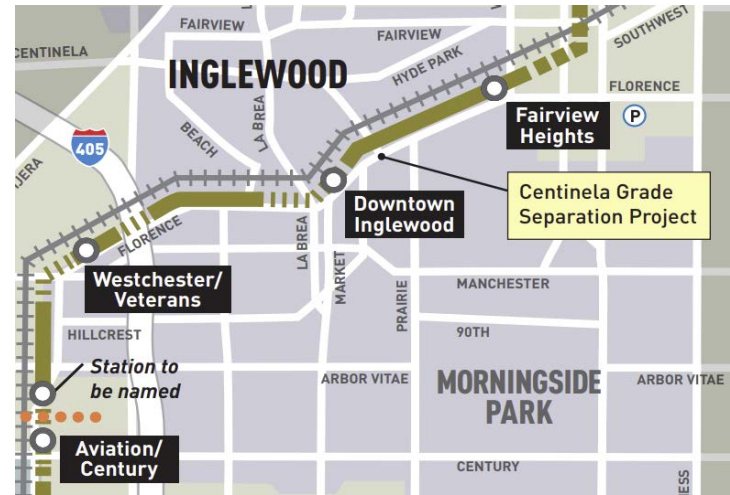 FAIRVIEW
FAIRVIEW
SOUTHWEST
CENTINELA
INGLEWOOD
HYDE PARK
FLORENCE
LA BREA
BEACH
405
Fairview
Heights
P
Downtown
Inglewood
Centinela Grade
Separation Project
FLORENCE
LA BREA
MARKET
PRAIRIE
Westchester/
Veterans
MANCHESTER
HILLCREST
90TH
Station to
be named
ARBOR VITAE
MORNINGSIDE
PARK
ARBOR VITAE
Aviation/
Century
CENTURY